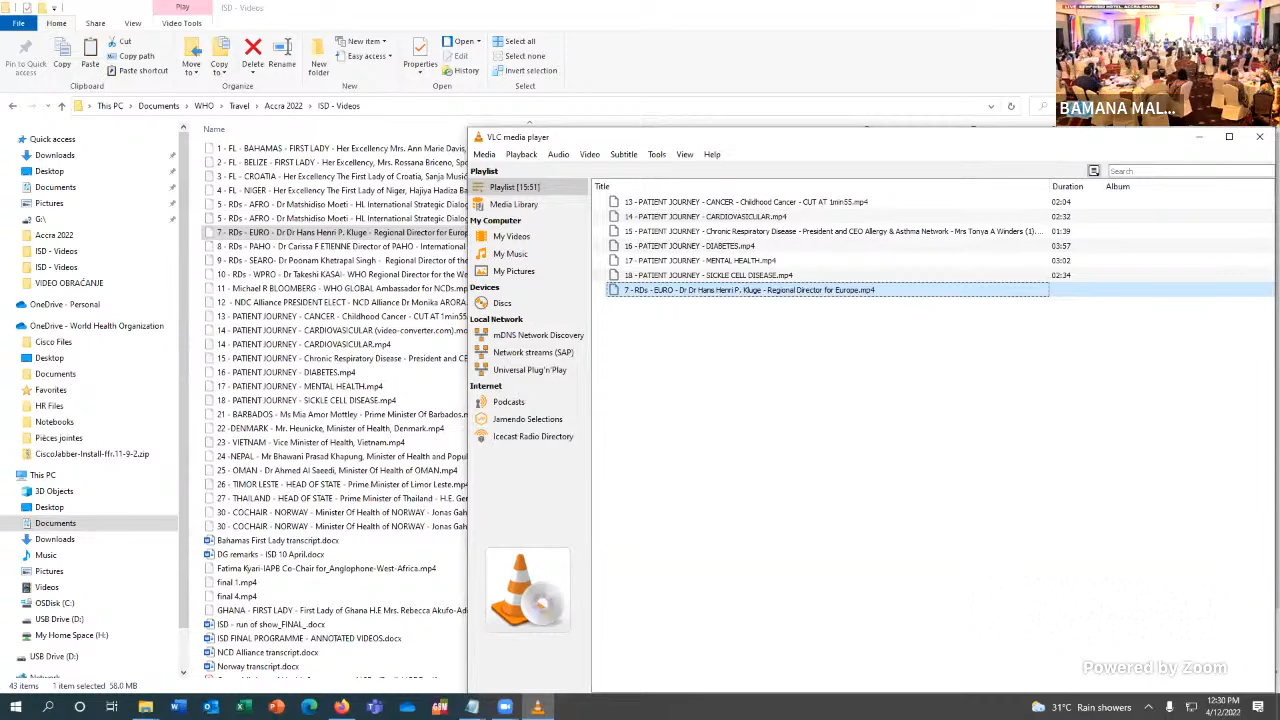 Play
ISD - Videos
LIVE KEMPINSKI HOTEL, ACCRA-GHANA
File
Home
Share
View
Video Tools
Pin to Quick access
Copy
Paste
Cut
Copy path
Paste shortcut
Move to
Copy to
Delete
Rename
New folder
New item
Easy access
Properties
Open
Edit
History
Select all
Select none
Invert selection
Clipboard
Organize
New
Open
Select
BAMANA MAL...
This PC > Documents > WHO > Travel > Accra 2022 > ISD - Videos
Quick access
Downloads
Desktop
Documents
Pictures
G:\
Accra 2022
ISD - Videos
ISD - Videos
VIDEO OBRAĆANJE
OneDrive - Personal
OneDrive - World Health Organization
Cisco Files
Desktop
Documents
Favorites
HR Files
Notebooks
Pièces jointes
CiscoJabber-Install-ffr.11-9-2.zip
This PC
3D Objects
Desktop
Documents
Downloads
Music
Pictures
Videos
OSDisk (C:)
USB Drive (D:)
My Home Space (H:)
USB Drive (D:)
Network
Name
1 - FL - BAHAMAS - FIRST LADY - Her Excellency Mrs. Ann Marie Davis,
2 - FL - BELIZE - FIRST LADY - Her Excellency, Mrs. Rossana Briceno, Spo
3 - FL - CROATIA - FIRST LADY - Her Excellency, Sanja Music
4 - FL - NIGER - Her Excellency The First Lady of Niger, Hajiya Hadiza Ba
5 - RDs - AFRO - Dr Matshidiso Moeti - HL International Strategic Dialog
5 - RDs - AFRO - Dr Matshidiso Moeti - HL International Strategic Dialog
7 - RDs - EURO - Dr Dr Hans Henri P. Kluge - Regional Director for Europ
8 - RDs - PAHO - Dr Carissa F ETIENNE Director of PAHO - International
9 - RDs - SEARO - Dr Poonam Khetrapal Singh - Regional Director of the
10 - RDs - WPRO - Dr Takeshi KASAI- WHO Regional Director for the We
11 - Michael R BLOOMBERG - WHO GLOBAL Ambassador for NCDs.mp
12 - NDC Alliance PRESIDENT ELECT - NCD Alliance President Elect
13 - PATIENT JOURNEY - CANCER - Childhood Cancer - CUT AT 1min55.
14 - PATIENT JOURNEY - CARDIOVASICULAR (video-converter.com).mo
14 - PATIENT JOURNEY - CARDIOVASICULAR.mp4
15 - PATIENT JOURNEY - Chronic Respiratory Disease - President and CE
16 - PATIENT JOURNEY - DIABETES.mp4
17 - PATIENT JOURNEY - MENTAL HEALTH.mp4
18 - PATIENT JOURNEY - SICKLE CELL DISEASE.mp4
21 - BARBADOS - Ms Mia Amor Mottley - Prime Minister Of Barbados.m
22 -DENMARK - Mr. Heunicke, Minister of Health, Denmark.mp4
23 - VIETNAM - Vice Minister of Health, Vietnam.mp4
24 -NEPAL - Mr Bhawani Prasad Khapung, Minister of Health and Popul
25 - OMAN - Dr Ahmed Al Saeedi, Minister Of Health of OMAN.mp4
26 - TIMOR LESTE - HEAD OF STATE - Prime Minister of Limor Leste.mp4
27 - THAILAND - HEAD OF STATE - Prime Minister of Thailand - H.E. Gen
30 - COCHAIR - NORWAY - Minister Of Health of NORWAY - Jonas Gah
30 - COCHAIR - NORWAY - Minister Of Health of NORWAY - Jonas Gah
Bahamas First Lady transcript.docx
DG remarks - ISD 10 April.docx
Fatima Kyari-IAPB Co-Chair for_Anglophone-West-Africa.mp4
final 1.mp4
final 4.mp4
GHANA - FIRST LADY - First Lady of Ghana H.E Mrs. Rebecca Akufo-Ad
ISD - run of show_FINAL_.docx
ISD FINAL PROGRAMME - ANNOTATED VIDEOS.docx
NCD Alliance transcript.docx
Norway transcript.docx
43 items
1 item selected 58.0 MB
VLC media player
Media Playback Audio Video Subtitle Tools View Help
Playlist
Search
Playlist [15:51]
Media Library
My Computer
My Videos
My Music
My Pictures
Devices
Discs
Local Network
mDNS Network Discovery
Network streams (SAP)
Universal Plug'n'Play
Internet
Podcasts
Jamendo Selections
Icecast Radio Directory
Title Duration Album
13 - PATIENT JOURNEY - CANCER - Childhood Cancer - CUT AT 1min55.mp4 02:04
14 - PATIENT JOURNEY - CARDIOVASICULAR.mp4 02:32
15 - PATIENT JOURNEY - Chronic Respiratory Disease - President and CEO Allergy & Asthma Network - Mrs Tonya A Winders (1).... 01:39
16 - PATIENT JOURNEY - DIABETES.mp4 03:57
17 - PATIENT JOURNEY - MENTAL HEALTH.mp4 03:02
18 - PATIENT JOURNEY - SICKLE CELL DISEASE.mp4 02:34
7 - RDs - EURO - Dr Dr Hans Henri P. Kluge - Regional Director for Europe.mp4
Powered by Zoom
31°C Rain showers
12:30 PM
4/12/2022